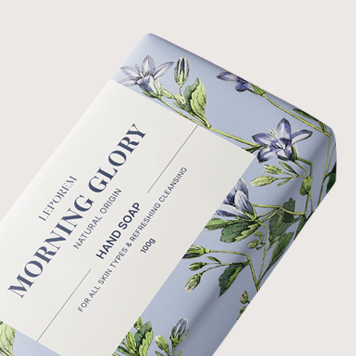 LEPOREM
MORNING GLORY
NATURAL ORIGIN
HAND SOAP
FOR ALL SKIN TYPES & REFRESHING CLEANSING
100g